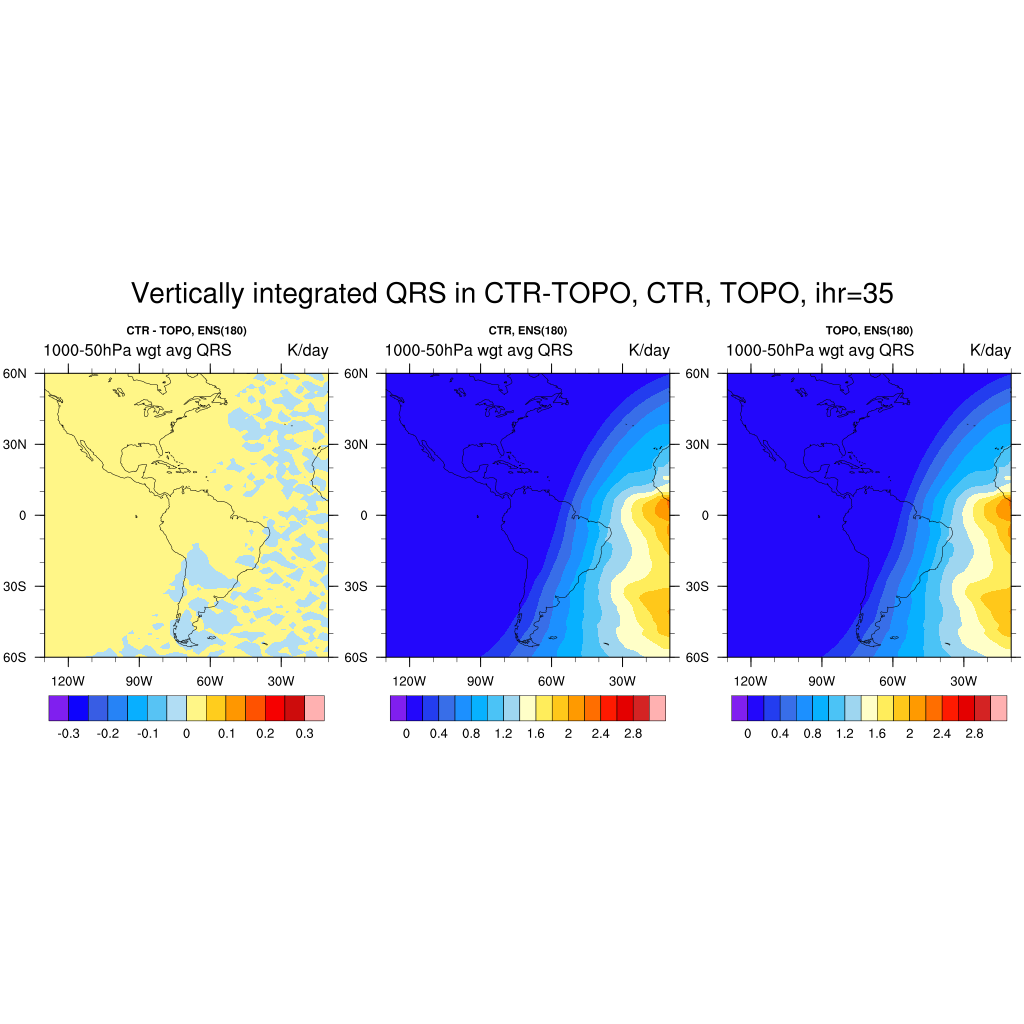 Vertically integrated QRS in CTR-TOPO, CTR, TOPO, ihr=35
CTR - TOPO, ENS(180)
1000-50hPa wgt avg QRS K/day
60N
30N
0
30S
60S
120W 90W 60W 30W
-0.3 -0.2 -0.1 0 0.1 0.2 0.3
CTR, ENS(180)
1000-50hPa wgt avg QRS K/day
60N
30N
0
30S
60S
120W 90W 60W 30W
0 0.4 0.8 1.2 1.6 2 2.4 2.8
TOPO, ENS(180)
1000-50hPa wgt avg QRS K/day
60N
30N
0
30S
60S
120W 90W 60W 30W
0 0.4 0.8 1.2 1.6 2 2.4 2.8